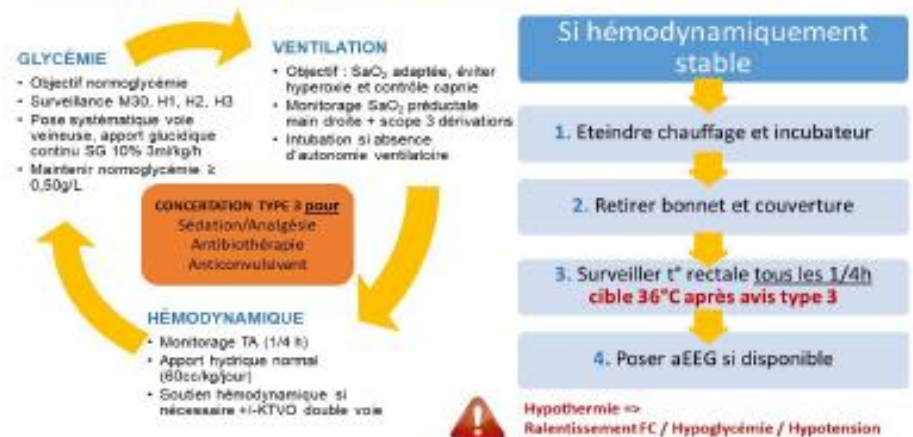 GLYCÉMIE
• Objectif normoglycémie
• Surveillance M30, H1, H2, H3
• Pose systématique voie
veineuse, apport glucidique
continu SG 10% 3ml/kg/h
• Maintenir normoglycémie ≥
0,50g/L
VENTILATION
• Objectif : SaO₂ adaptée, éviter
hyperoxie et contrôle capnie
• Monitorage SaO₂ préductale
main droite + scope 3 dérivations
• Intubation si absence
d'autonomie ventilatoire
CONCERTATION TYPE 3 pour
Sédation/Analgésie
Antibiothérapie
Anticonvulsivant
HÉMODYNAMIQUE
• Monitorage TA (1/4 h)
• Apport hydrique normal
(60cc/kg/jour)
• Soutien hémodynamique si
nécessaire +/-KTVO double voie
Si hémodynamiquement
stable
1. Eteindre chauffage et incubateur
2. Retirer bonnet et couverture
3. Surveiller t° rectale tous les 1/4h
cible 36°C après avis type 3
4. Poser aEEG si disponible
!
Hypothermie =>
Ralentissement FC / Hypoglycémie / Hypotension